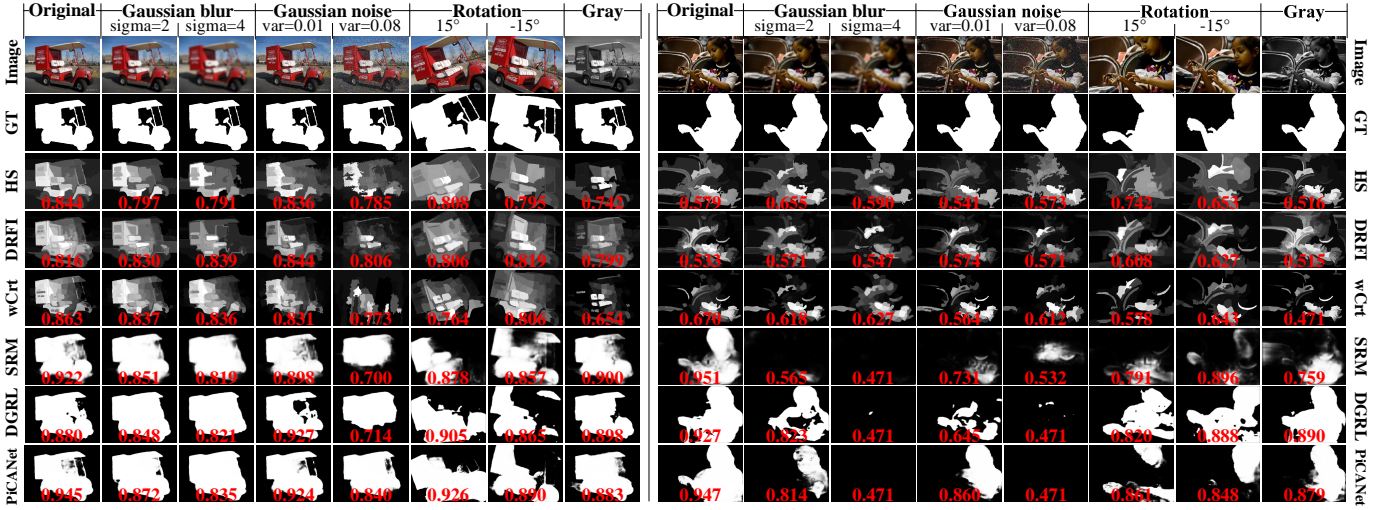 Original Gaussian blur Gaussian noise Rotation Gray Original Gaussian blur Gaussian noise Rotation Gray
sigma=2 sigma=4 var=0.01 var=0.08 15° -15° sigma=2 sigma=4 var=0.01 var=0.08 15° -15°
Image Image
GT GT
HS 0.844 0.797 0.791 0.836 0.785 0.808 0.795 0.742 0.579 0.655 0.590 0.541 0.573 0.742 0.653 0.516 HS
DRFI 0.816 0.830 0.839 0.844 0.806 0.806 0.819 0.799 0.533 0.571 0.547 0.574 0.571 0.608 0.627 0.515 DRFI
wCrt 0.863 0.837 0.836 0.831 0.773 0.764 0.806 0.654 0.670 0.618 0.627 0.564 0.612 0.578 0.643 0.471 wCrt
SRM 0.922 0.851 0.819 0.898 0.700 0.878 0.857 0.900 0.951 0.565 0.471 0.731 0.532 0.791 0.896 0.759 SRM
DGRL 0.880 0.848 0.821 0.927 0.714 0.905 0.865 0.898 0.927 0.823 0.471 0.645 0.471 0.820 0.888 0.890 DGRL
PiCANet 0.945 0.872 0.835 0.924 0.840 0.926 0.890 0.883 0.947 0.814 0.471 0.860 0.471 0.861 0.848 0.879 PiCANet